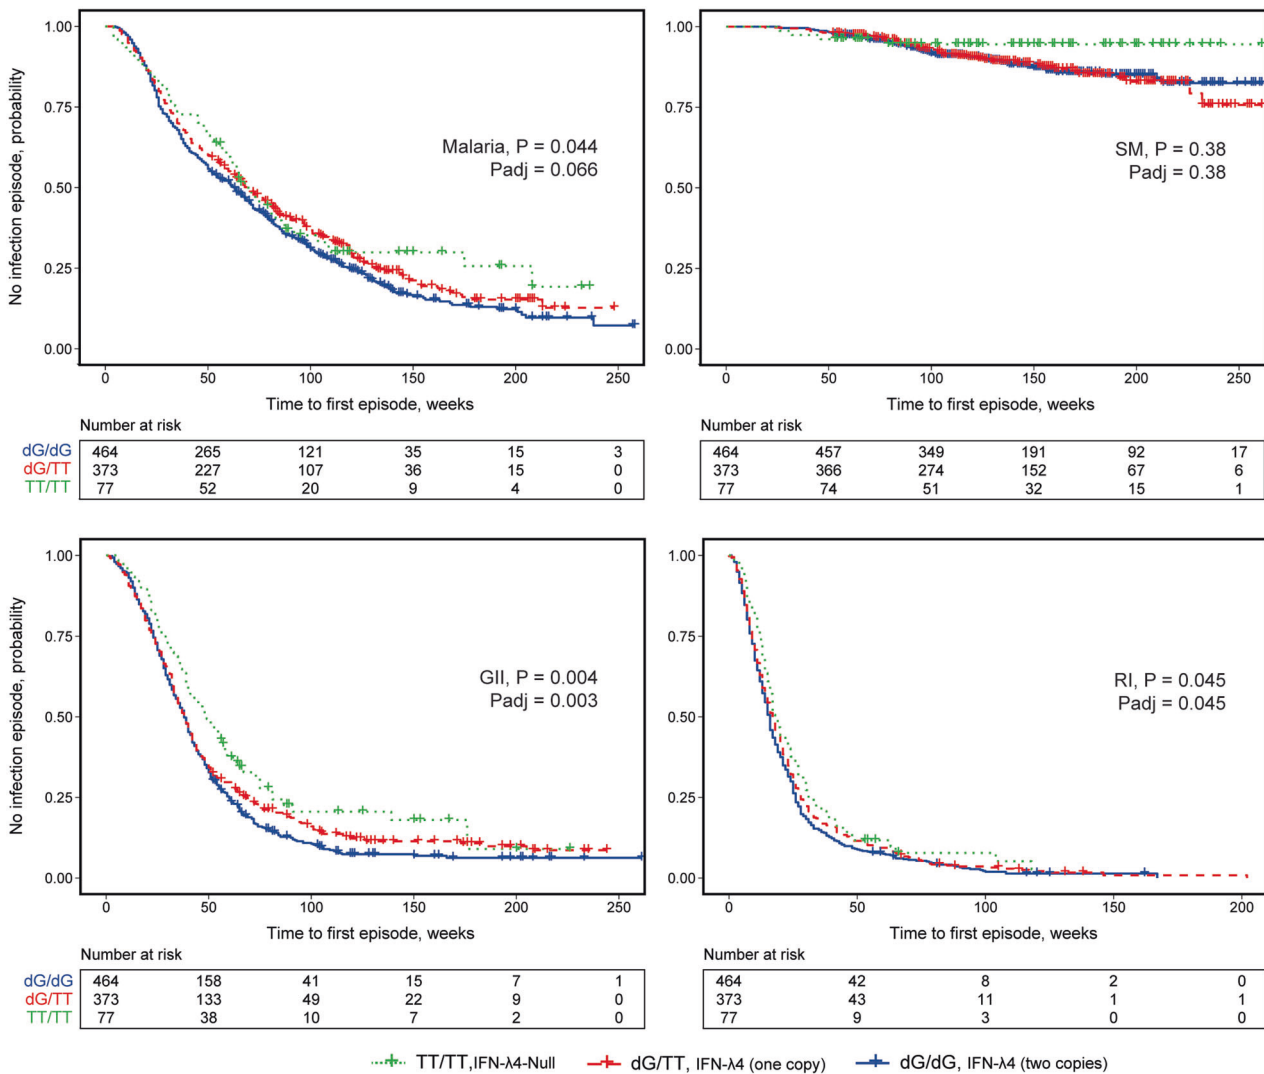 No infection episode, probability
1.00
0.75
0.50
0.25
0.00
Malaria, P = 0.044
Padj = 0.066
0 50 100 150 200 250
Time to first episode, weeks
Number at risk
dG/dG 464 265 121 35 15 3
dG/TT 373 227 107 36 15 0
TT/TT 77 52 20 9 4 0
1.00
0.75
0.50
0.25
0.00
SM, P = 0.38
Padj = 0.38
0 50 100 150 200 250
Time to first episode, weeks
Number at risk
464 457 349 191 92 17
373 366 274 152 67 6
77 74 51 32 15 1
No infection episode, probability
1.00
0.75
0.50
0.25
0.00
GII, P = 0.004
Padj = 0.003
0 50 100 150 200 250
Time to first episode, weeks
Number at risk
dG/dG 464 158 41 15 7 1
dG/TT 373 133 49 22 9 0
TT/TT 77 38 10 7 2 0
1.00
0.75
0.50
0.25
0.00
RI, P = 0.045
Padj = 0.045
0 50 100 150 200
Time to first episode, weeks
Number at risk
464 42 8 2 0
373 43 11 1 1
77 9 3 0 0
TT/TT, IFN-λ4-Null dG/TT, IFN-λ4 (one copy) dG/dG, IFN-λ4 (two copies)